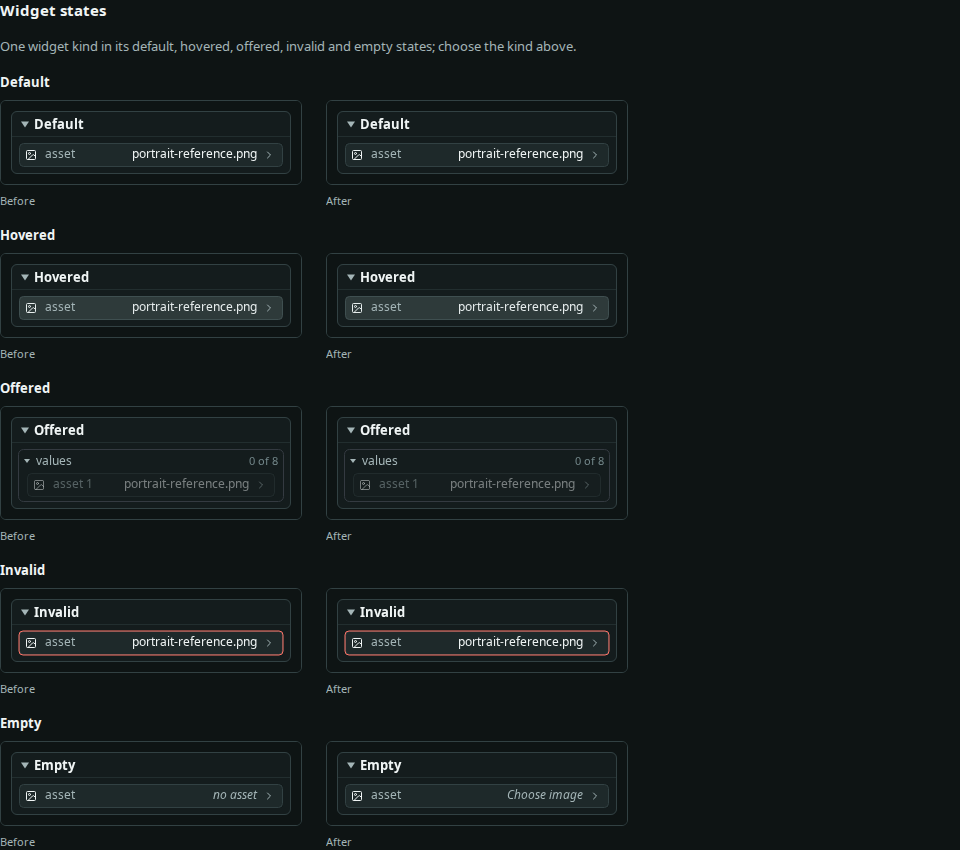 Widget states
One widget kind in its default, hovered, offered, invalid and empty states; choose the kind above.
Default
Default
asset portrait-reference.png
Default
asset portrait-reference.png
Before
After
Hovered
Hovered
asset portrait-reference.png
Hovered
asset portrait-reference.png
Before
After
Offered
Offered
values 0 of 8
asset 1 portrait-reference.png
Offered
values 0 of 8
asset 1 portrait-reference.png
Before
After
Invalid
Invalid
asset portrait-reference.png
Invalid
asset portrait-reference.png
Before
After
Empty
Empty
asset no asset
Empty
asset Choose image
Before
After